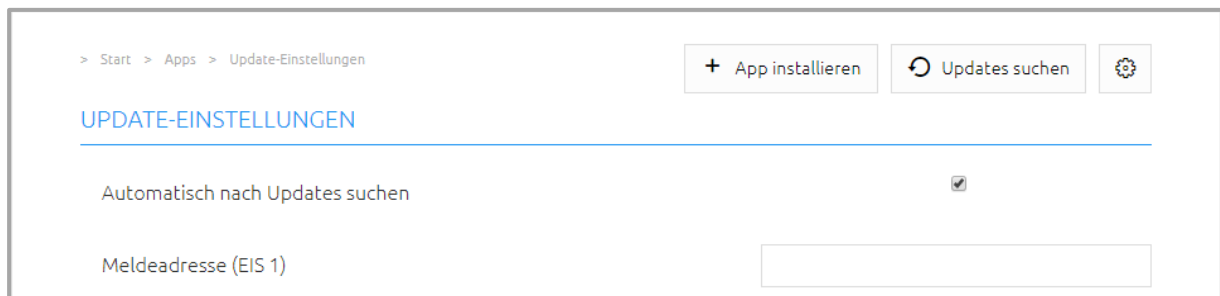 > Start > Apps > Update-Einstellungen
+ App installieren
Updates suchen
UPDATE-EINSTELLUNGEN
Automatisch nach Updates suchen
Meldeadresse (EIS 1)